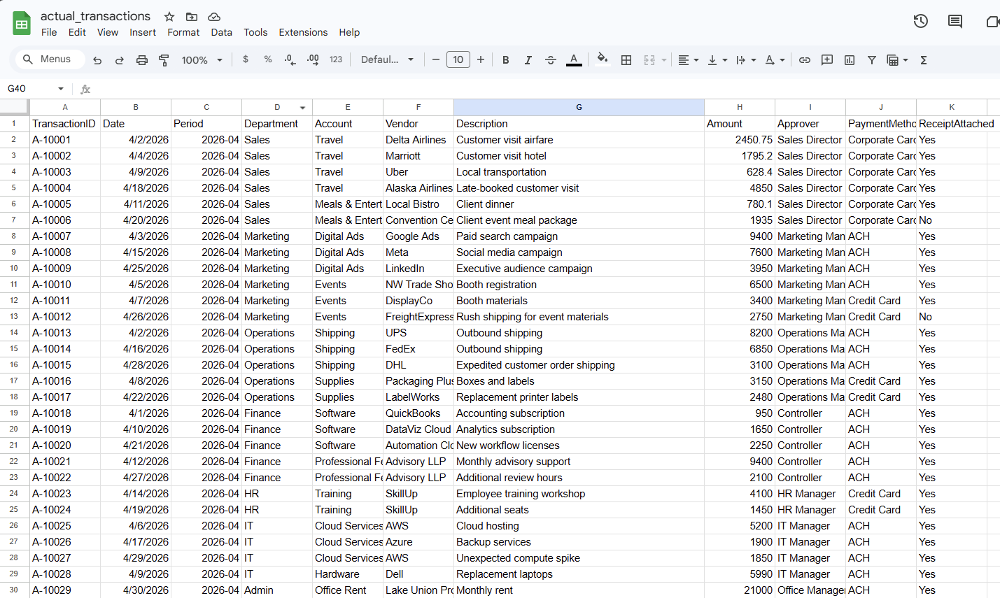 actual_transactions
File Edit View Insert Format Data Tools Extensions Help
Menus 100% $ % .0 .00 123 Defaul... 10 B I A A Σ
G40 fx
A B C D E F G H I J K
1 TransactionID Date Period Department Account Vendor Description Amount Approver PaymentMetho ReceiptAttached
2 A-10001 4/2/2026 2026-04 Sales Travel Delta Airlines Customer visit airfare 2450.75 Sales Director Corporate Card Yes
3 A-10002 4/4/2026 2026-04 Sales Travel Marriott Customer visit hotel 1795.2 Sales Director Corporate Card Yes
4 A-10003 4/9/2026 2026-04 Sales Travel Uber Local transportation 628.4 Sales Director Corporate Card Yes
5 A-10004 4/18/2026 2026-04 Sales Travel Alaska Airlines Late-booked customer visit 4850 Sales Director Corporate Card Yes
6 A-10005 4/11/2026 2026-04 Sales Meals & Entert Local Bistro Client dinner 780.1 Sales Director Corporate Card Yes
7 A-10006 4/20/2026 2026-04 Sales Meals & Entert Convention Ce Client event meal package 1935 Sales Director Corporate Card No
8 A-10007 4/3/2026 2026-04 Marketing Digital Ads Google Ads Paid search campaign 9400 Marketing Man ACH Yes
9 A-10008 4/15/2026 2026-04 Marketing Digital Ads Meta Social media campaign 7600 Marketing Man ACH Yes
10 A-10009 4/25/2026 2026-04 Marketing Digital Ads LinkedIn Executive audience campaign 3950 Marketing Man ACH Yes
11 A-10010 4/5/2026 2026-04 Marketing Events NW Trade Sho Booth registration 6500 Marketing Man ACH Yes
12 A-10011 4/7/2026 2026-04 Marketing Events DisplayCo Booth materials 3400 Marketing Man Credit Card Yes
13 A-10012 4/26/2026 2026-04 Marketing Events FreightExpress Rush shipping for event materials 2750 Marketing Man Credit Card No
14 A-10013 4/2/2026 2026-04 Operations Shipping UPS Outbound shipping 8200 Operations Ma ACH Yes
15 A-10014 4/16/2026 2026-04 Operations Shipping FedEx Outbound shipping 6850 Operations Ma ACH Yes
16 A-10015 4/28/2026 2026-04 Operations Shipping DHL Expedited customer order shipping 3100 Operations Ma ACH Yes
17 A-10016 4/8/2026 2026-04 Operations Supplies Packaging Plus Boxes and labels 3150 Operations Ma Credit Card Yes
18 A-10017 4/22/2026 2026-04 Operations Supplies LabelWorks Replacement printer labels 2480 Operations Ma Credit Card Yes
19 A-10018 4/1/2026 2026-04 Finance Software QuickBooks Accounting subscription 950 Controller ACH Yes
20 A-10019 4/10/2026 2026-04 Finance Software DataViz Cloud Analytics subscription 1650 Controller ACH Yes
21 A-10020 4/21/2026 2026-04 Finance Software Automation Clo New workflow licenses 2250 Controller ACH Yes
22 A-10021 4/12/2026 2026-04 Finance Professional Fe Advisory LLP Monthly advisory support 9400 Controller ACH Yes
23 A-10022 4/27/2026 2026-04 Finance Professional Fe Advisory LLP Additional review hours 2100 Controller ACH Yes
24 A-10023 4/14/2026 2026-04 HR Training SkillUp Employee training workshop 4100 HR Manager Credit Card Yes
25 A-10024 4/19/2026 2026-04 HR Training SkillUp Additional seats 1450 HR Manager Credit Card Yes
26 A-10025 4/6/2026 2026-04 IT Cloud Services AWS Cloud hosting 5200 IT Manager ACH Yes
27 A-10026 4/17/2026 2026-04 IT Cloud Services Azure Backup services 1900 IT Manager ACH Yes
28 A-10027 4/29/2026 2026-04 IT Cloud Services AWS Unexpected compute spike 1850 IT Manager ACH Yes
29 A-10028 4/9/2026 2026-04 IT Hardware Dell Replacement laptops 5990 IT Manager ACH Yes
30 A-10029 4/30/2026 2026-04 Admin Office Rent Lake Union Pro Monthly rent 21000 Office Manager ACH Yes